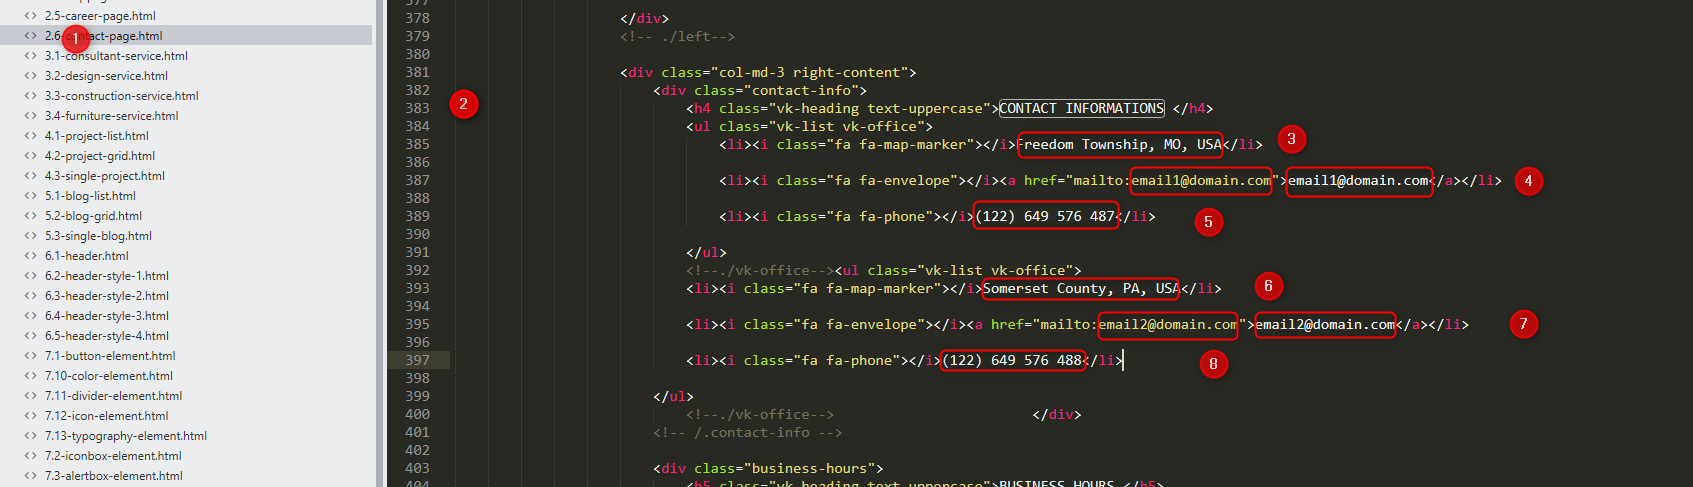 2.5-career-page.html
2.6-contact-page.html
1
3.1-consultant-service.html
3.2-design-service.html
3.3-construction-service.html
3.4-furniture-service.html
4.1-project-list.html
4.2-project-grid.html
4.3-single-project.html
5.1-blog-list.html
5.2-blog-grid.html
5.3-single-blog.html
6.1-header.html
6.2-header-style-1.html
6.3-header-style-2.html
6.4-header-style-3.html
6.5-header-style-4.html
7.1-button-element.html
7.10-color-element.html
7.11-divider-element.html
7.12-icon-element.html
7.13-typography-element.html
7.2-iconbox-element.html
7.3-alertbox-element.html
377
378 </div>
379 <!-- ./left-->
380
381 <div class="col-md-3 right-content">
382 <div class="contact-info">
2
383 <h4 class="vk-heading text-uppercase">CONTACT INFORMATIONS </h4>
384 <ul class="vk-list vk-office">
385 <li><i class="fa fa-map-marker"></i>Freedom Township, MO, USA</li> 3
386
387 <li><i class="fa fa-envelope"></i><a href="mailto:email1@domain.com">email1@domain.com</a></li> 4
388
389 <li><i class="fa fa-phone"></i>(122) 649 576 487</li> 5
390
391 </ul>
392 <!--./vk-office--><ul class="vk-list vk-office">
393 <li><i class="fa fa-map-marker"></i>Somerset County, PA, USA</li> 6
394
395 <li><i class="fa fa-envelope"></i><a href="mailto:email2@domain.com">email2@domain.com</a></li> 7
396
397 <li><i class="fa fa-phone"></i>(122) 649 576 488</li> 8
398
399 </ul>
400 <!--./vk-office--> </div>
401 <!-- /.contact-info -->
402
403 <div class="business-hours">
404 <h5 class="vk-heading text-uppercase">BUSINESS HOURS </h5>